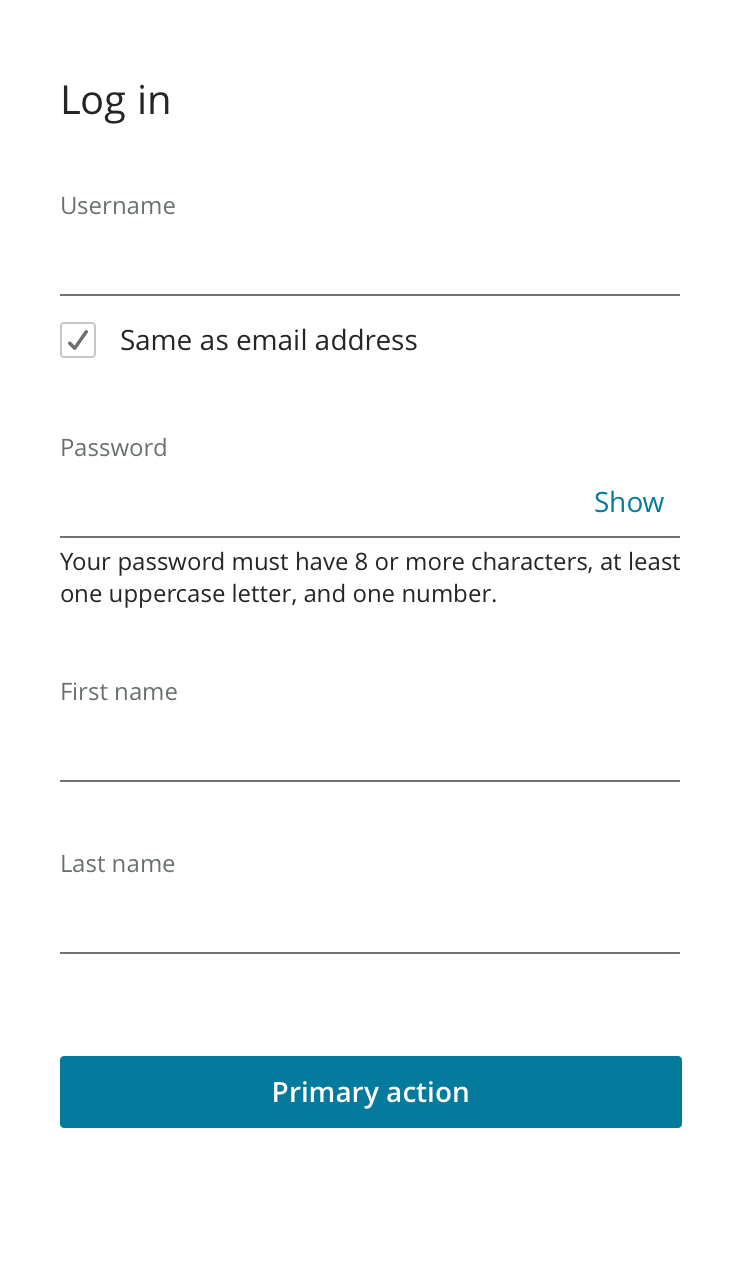 Log in
Username
Same as email address
Password
Show
Your password must have 8 or more characters, at least
one uppercase letter, and one number.
First name
Last name
Primary action